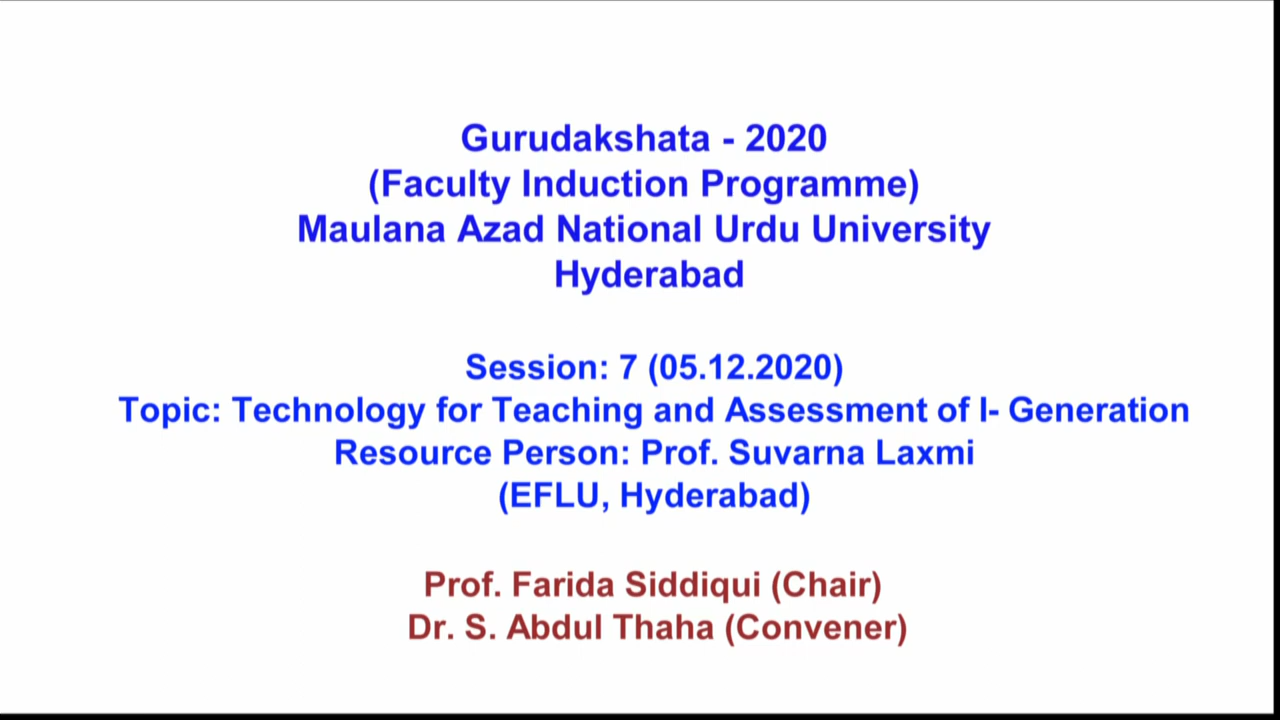 Gurudakshata - 2020
(Faculty Induction Programme)
Maulana Azad National Urdu University
Hyderabad
Session: 7 (05.12.2020)
Topic: Technology for Teaching and Assessment of I- Generation
Resource Person: Prof. Suvarna Laxmi
(EFLU, Hyderabad)
Prof. Farida Siddiqui (Chair)
Dr. S. Abdul Thaha (Convener)